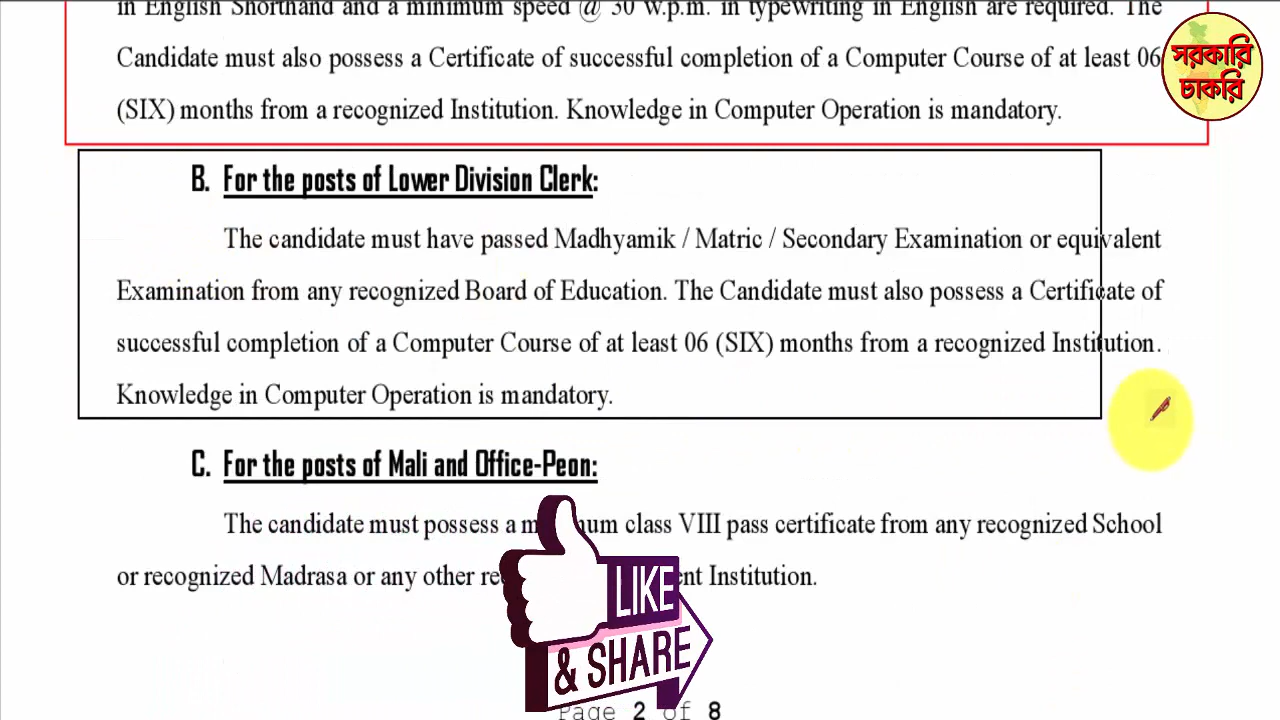 in English Shorthand and a minimum speed @ 30 w.p.m. in typewriting in English are required. The
Candidate must also possess a Certificate of successful completion of a Computer Course of at least 06
(SIX) months from a recognized Institution. Knowledge in Computer Operation is mandatory.
সরকারি
চাকরি
B. For the posts of Lower Division Clerk:
The candidate must have passed Madhyamik / Matric / Secondary Examination or equivalent
Examination from any recognized Board of Education. The Candidate must also possess a Certificate of
successful completion of a Computer Course of at least 06 (SIX) months from a recognized Institution.
Knowledge in Computer Operation is mandatory.
C. For the posts of Mali and Office-Peon:
The candidate must possess a class VIII pass certificate from any recognized School
or recognized Madrasa or any other Institution.
LIKE
& SHARE
Page 2 of 8